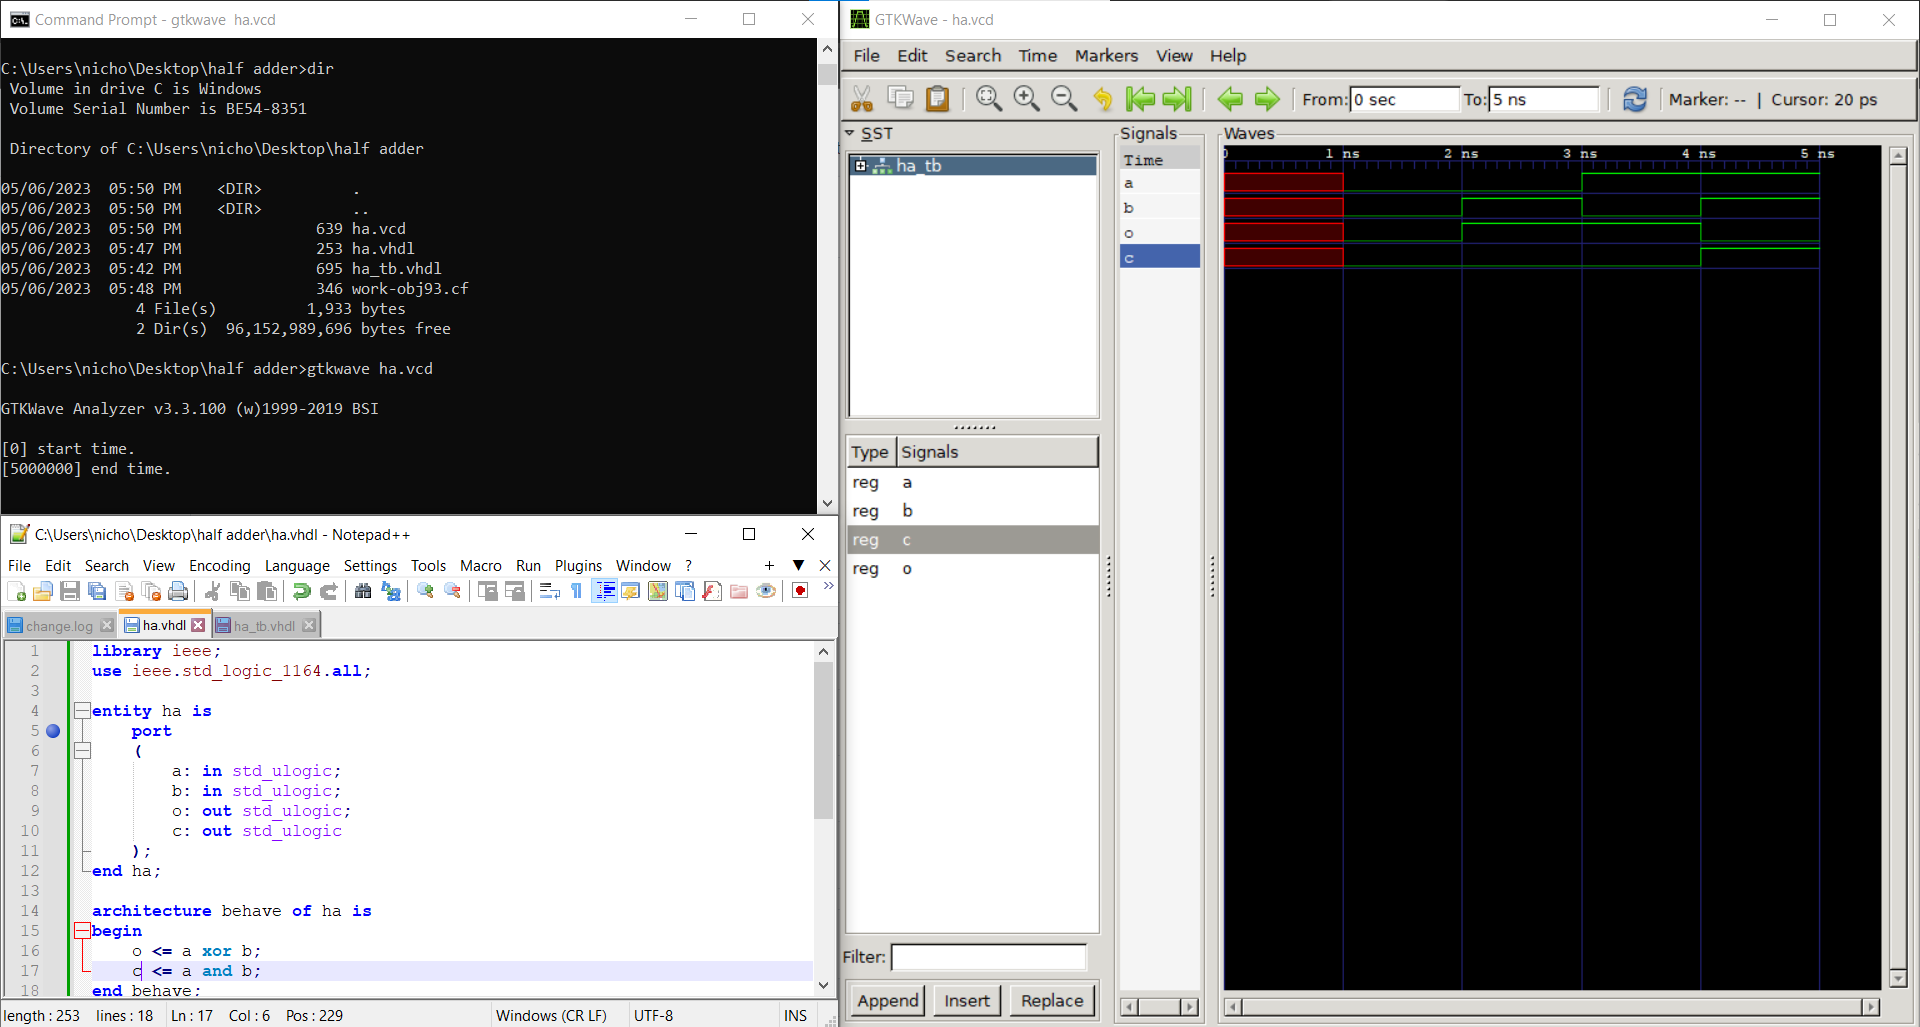 Command Prompt - gtkwave  ha.vcd
C:\Users\nicho\Desktop\half adder>dir
 Volume in drive C is Windows
 Volume Serial Number is BE54-8351
 Directory of C:\Users\nicho\Desktop\half adder
05/06/2023  05:50 PM    <DIR>          .
05/06/2023  05:50 PM    <DIR>          ..
05/06/2023  05:50 PM               639 ha.vcd
05/06/2023  05:47 PM               253 ha.vhdl
05/06/2023  05:42 PM               695 ha_tb.vhdl
05/06/2023  05:48 PM               346 work-obj93.cf
               4 File(s)          1,933 bytes
               2 Dir(s)  96,152,989,696 bytes free
C:\Users\nicho\Desktop\half adder>gtkwave ha.vcd
GTKWave Analyzer v3.3.100 (w)1999-2019 BSI
[0] start time.
[5000000] end time.
C:\Users\nicho\Desktop\half adder\ha.vhdl - Notepad++
File Edit Search View Encoding Language Settings Tools Macro Run Plugins Window ? + ▼ X
change.log ha.vhdl ha_tb.vhdl
1 library ieee;
2 use ieee.std_logic_1164.all;
3
4 entity ha is
5     port
6     (
7         a: in std_ulogic;
8         b: in std_ulogic;
9         o: out std_ulogic;
10         c: out std_ulogic
11     );
12 end ha;
13
14 architecture behave of ha is
15 begin
16     o <= a xor b;
17     c <= a and b;
18 end behave;
length : 253 lines : 18 Ln : 17 Col : 6 Pos : 229 Windows (CR LF) UTF-8 INS
GTKWave - ha.vcd
File Edit Search Time Markers View Help
From: 0 sec To: 5 ns Marker: -- | Cursor: 20 ps
SST
ha_tb
Type Signals
reg a
reg b
reg c
reg o
Filter:
Append Insert Replace
Signals
Time
a
b
o
c
Waves
0 1 ns 2 ns 3 ns 4 ns 5 ns